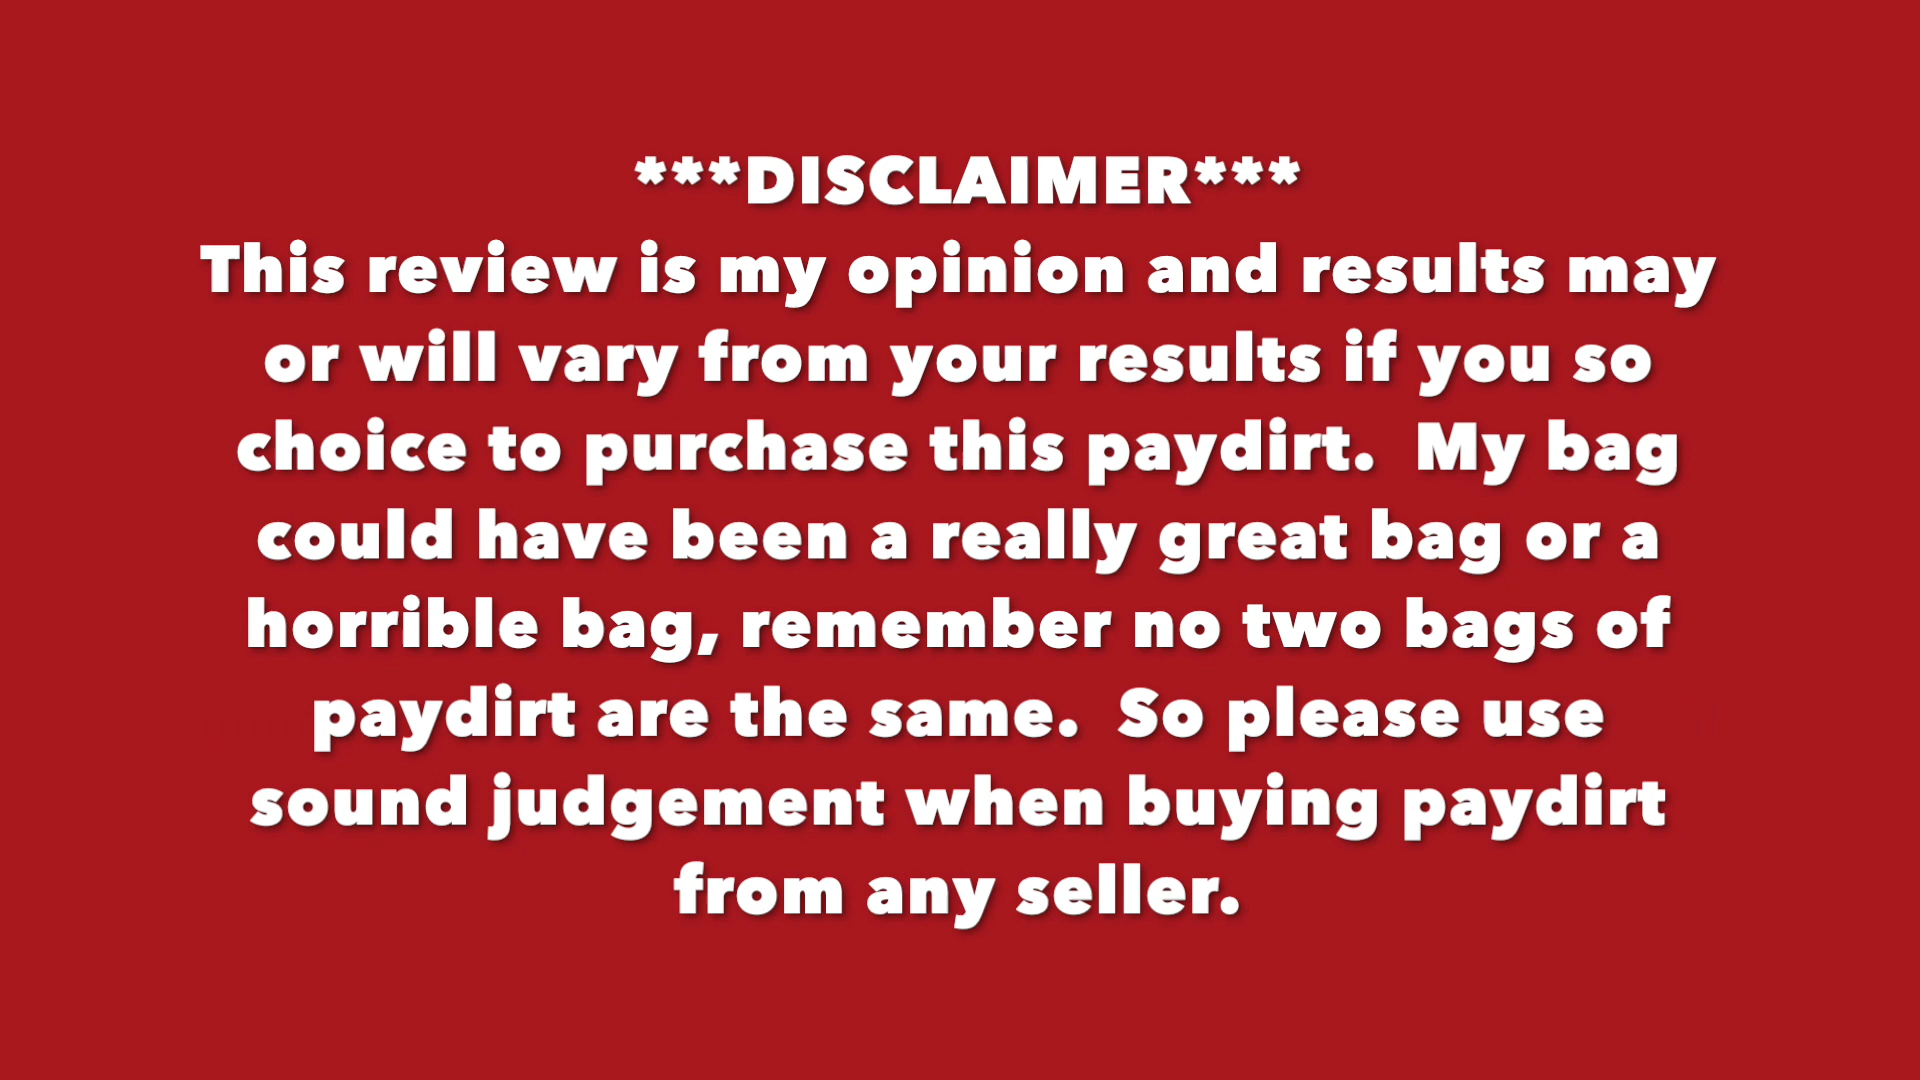 ***DISCLAIMER***
This review is my opinion and results may
or will vary from your results if you so
choice to purchase this paydirt.  My bag
could have been a really great bag or a
horrible bag, remember no two bags of
paydirt are the same.  So please use
sound judgement when buying paydirt
from any seller.